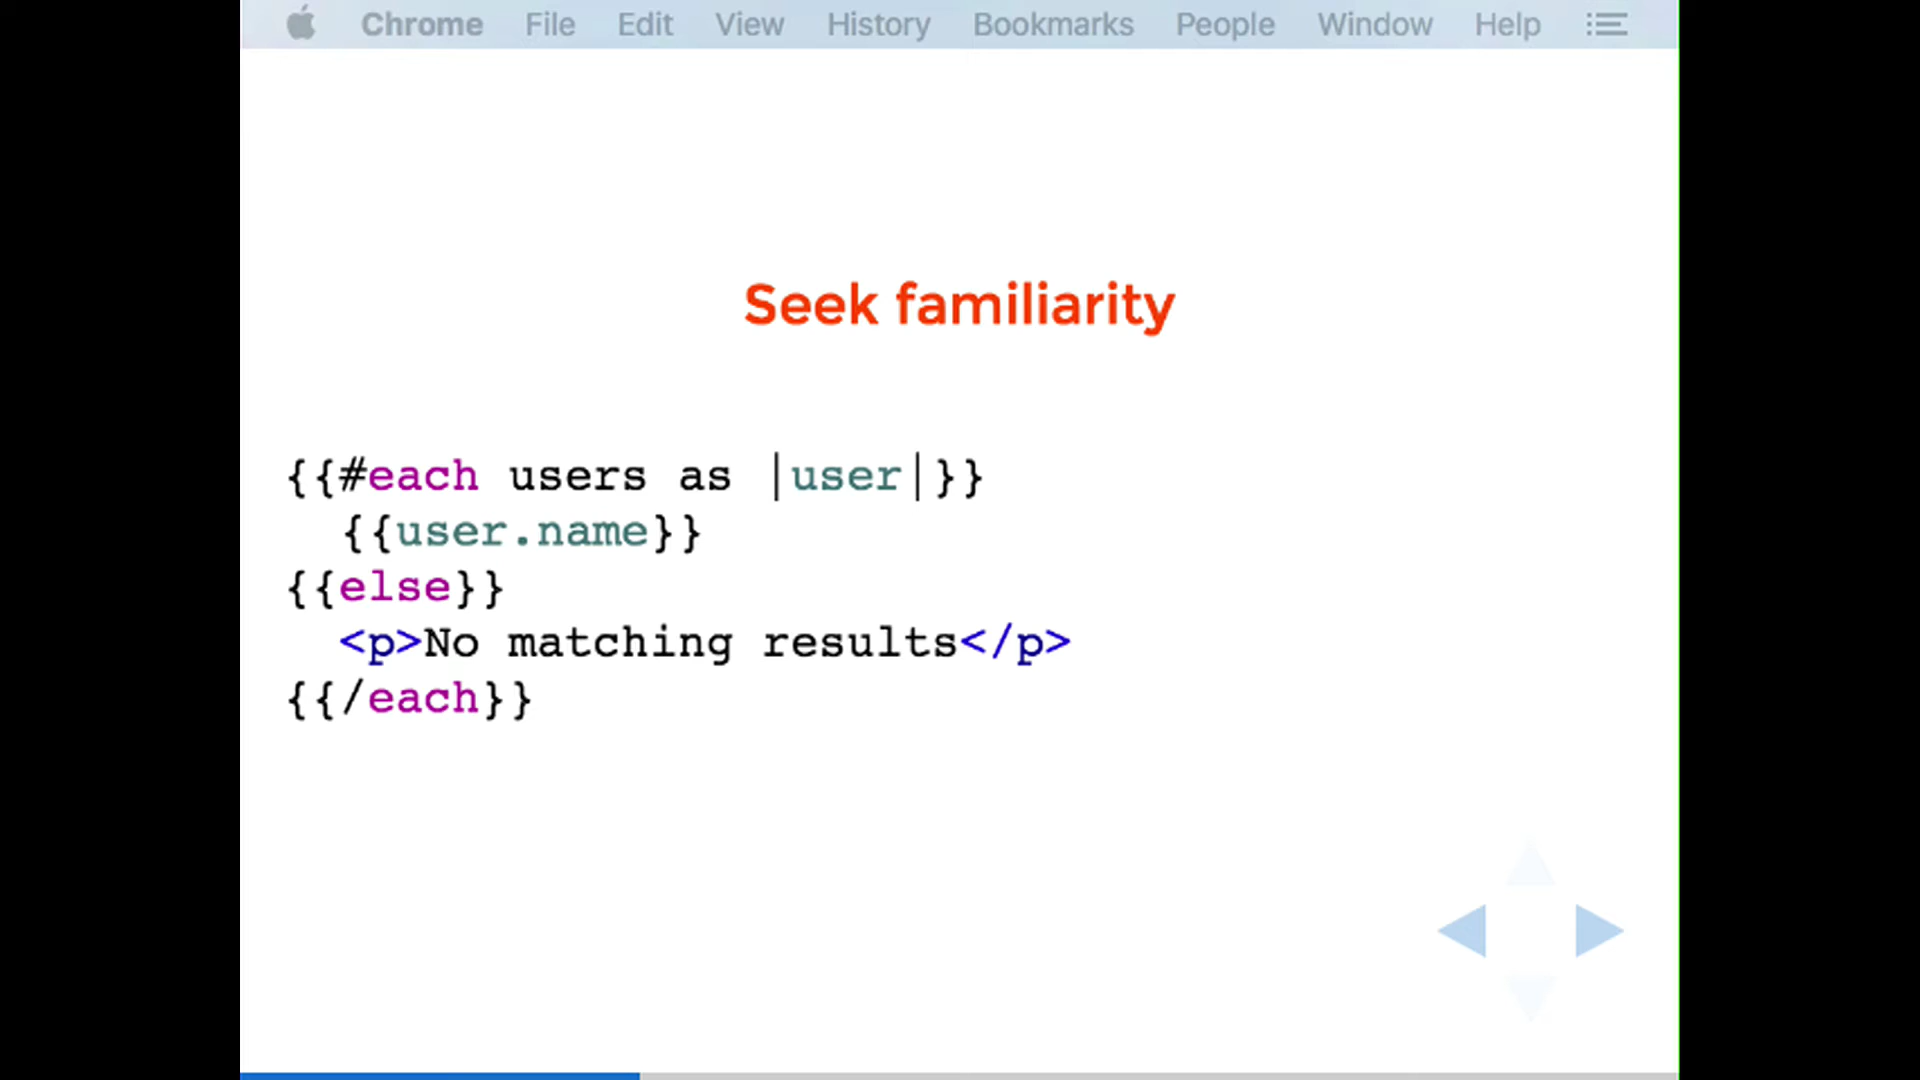 Chrome File Edit View History Bookmarks People Window Help
Seek familiarity
{{#each users as |user|}}
{{user.name}}
{{else}}
<p>No matching results</p>
{{/each}}